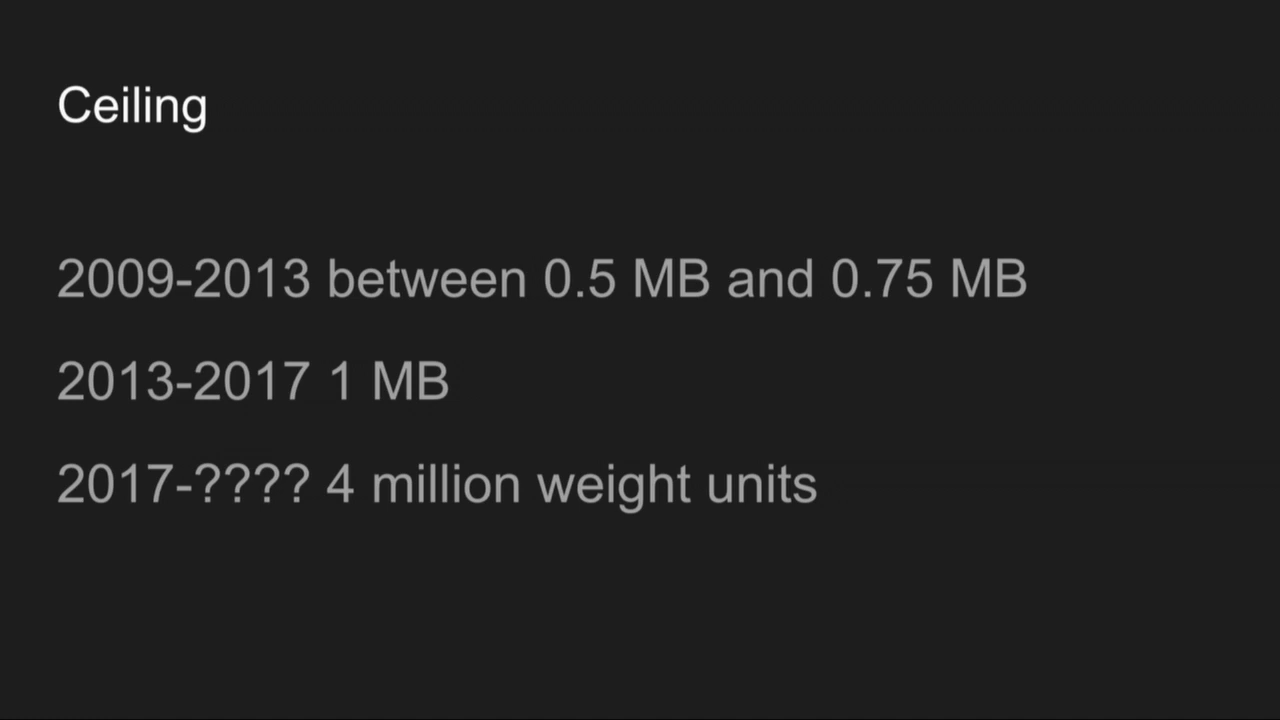 Ceiling
2009-2013 between 0.5 MB and 0.75 MB
2013-2017 1 MB
2017-???? 4 million weight units